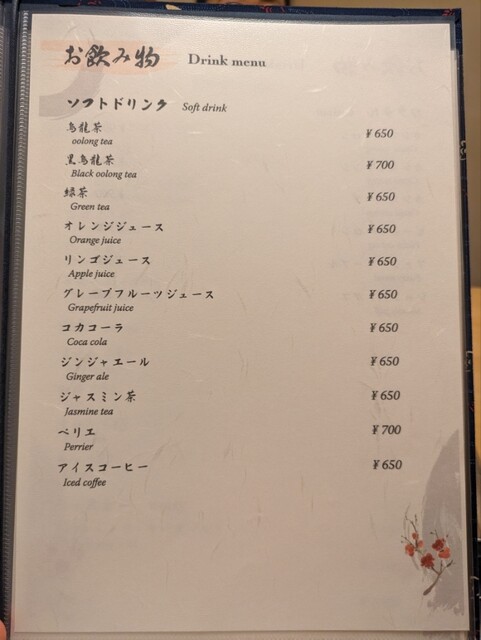 お飲み物 Drink menu
ソフトドリンク Soft drink
烏龍茶 ¥650
oolong tea
黒烏龍茶 ¥700
Black oolong tea
緑茶 ¥650
Green tea
オレンジジュース ¥650
Orange juice
リンゴジュース ¥650
Apple juice
グレープフルーツジュース ¥650
Grapefruit juice
コカコーラ ¥650
Coca cola
ジンジャエール ¥650
Ginger ale
ジャスミン茶 ¥650
Jasmine tea
ペリエ ¥700
Perrier
アイスコーヒー ¥650
Iced coffee